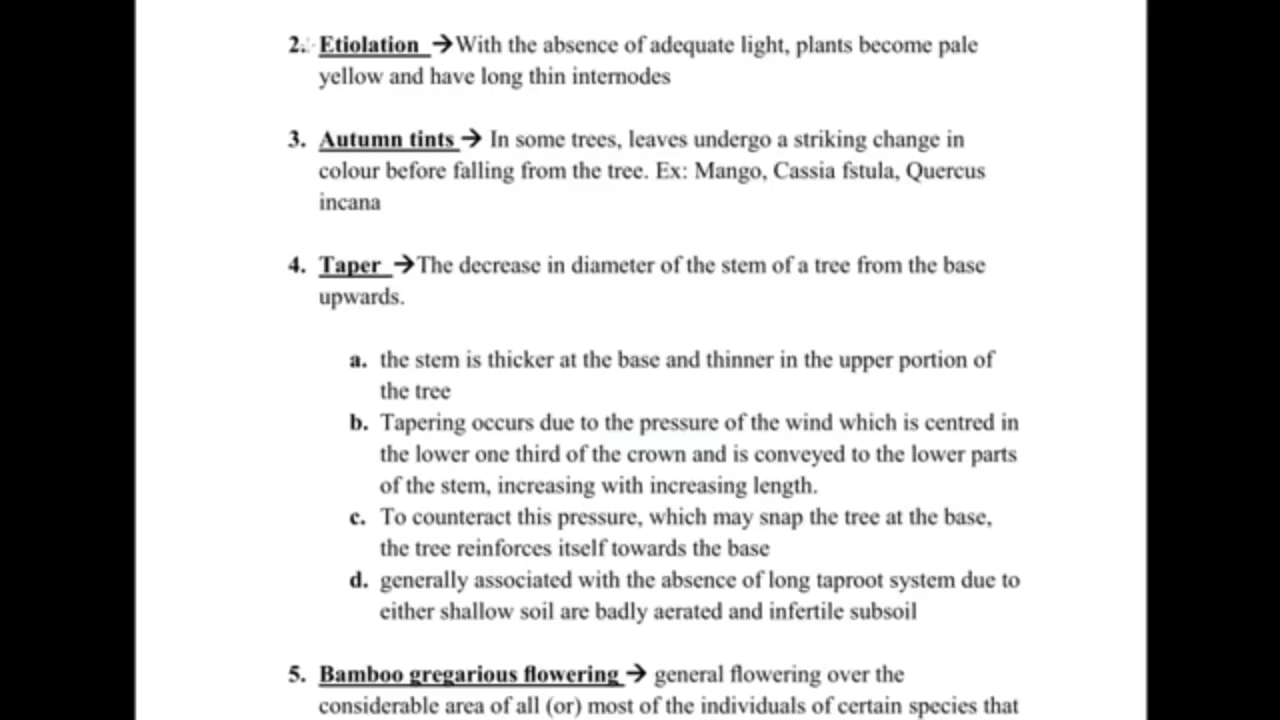 2. Etiolation →With the absence of adequate light, plants become pale
yellow and have long thin internodes
3. Autumn tints → In some trees, leaves undergo a striking change in
colour before falling from the tree. Ex: Mango, Cassia fstula, Quercus
incana
4. Taper →The decrease in diameter of the stem of a tree from the base
upwards.
a. the stem is thicker at the base and thinner in the upper portion of
the tree
b. Tapering occurs due to the pressure of the wind which is centred in
the lower one third of the crown and is conveyed to the lower parts
of the stem, increasing with increasing length.
c. To counteract this pressure, which may snap the tree at the base,
the tree reinforces itself towards the base
d. generally associated with the absence of long taproot system due to
either shallow soil are badly aerated and infertile subsoil
5. Bamboo gregarious flowering → general flowering over the
considerable area of all (or) most of the individuals of certain species that